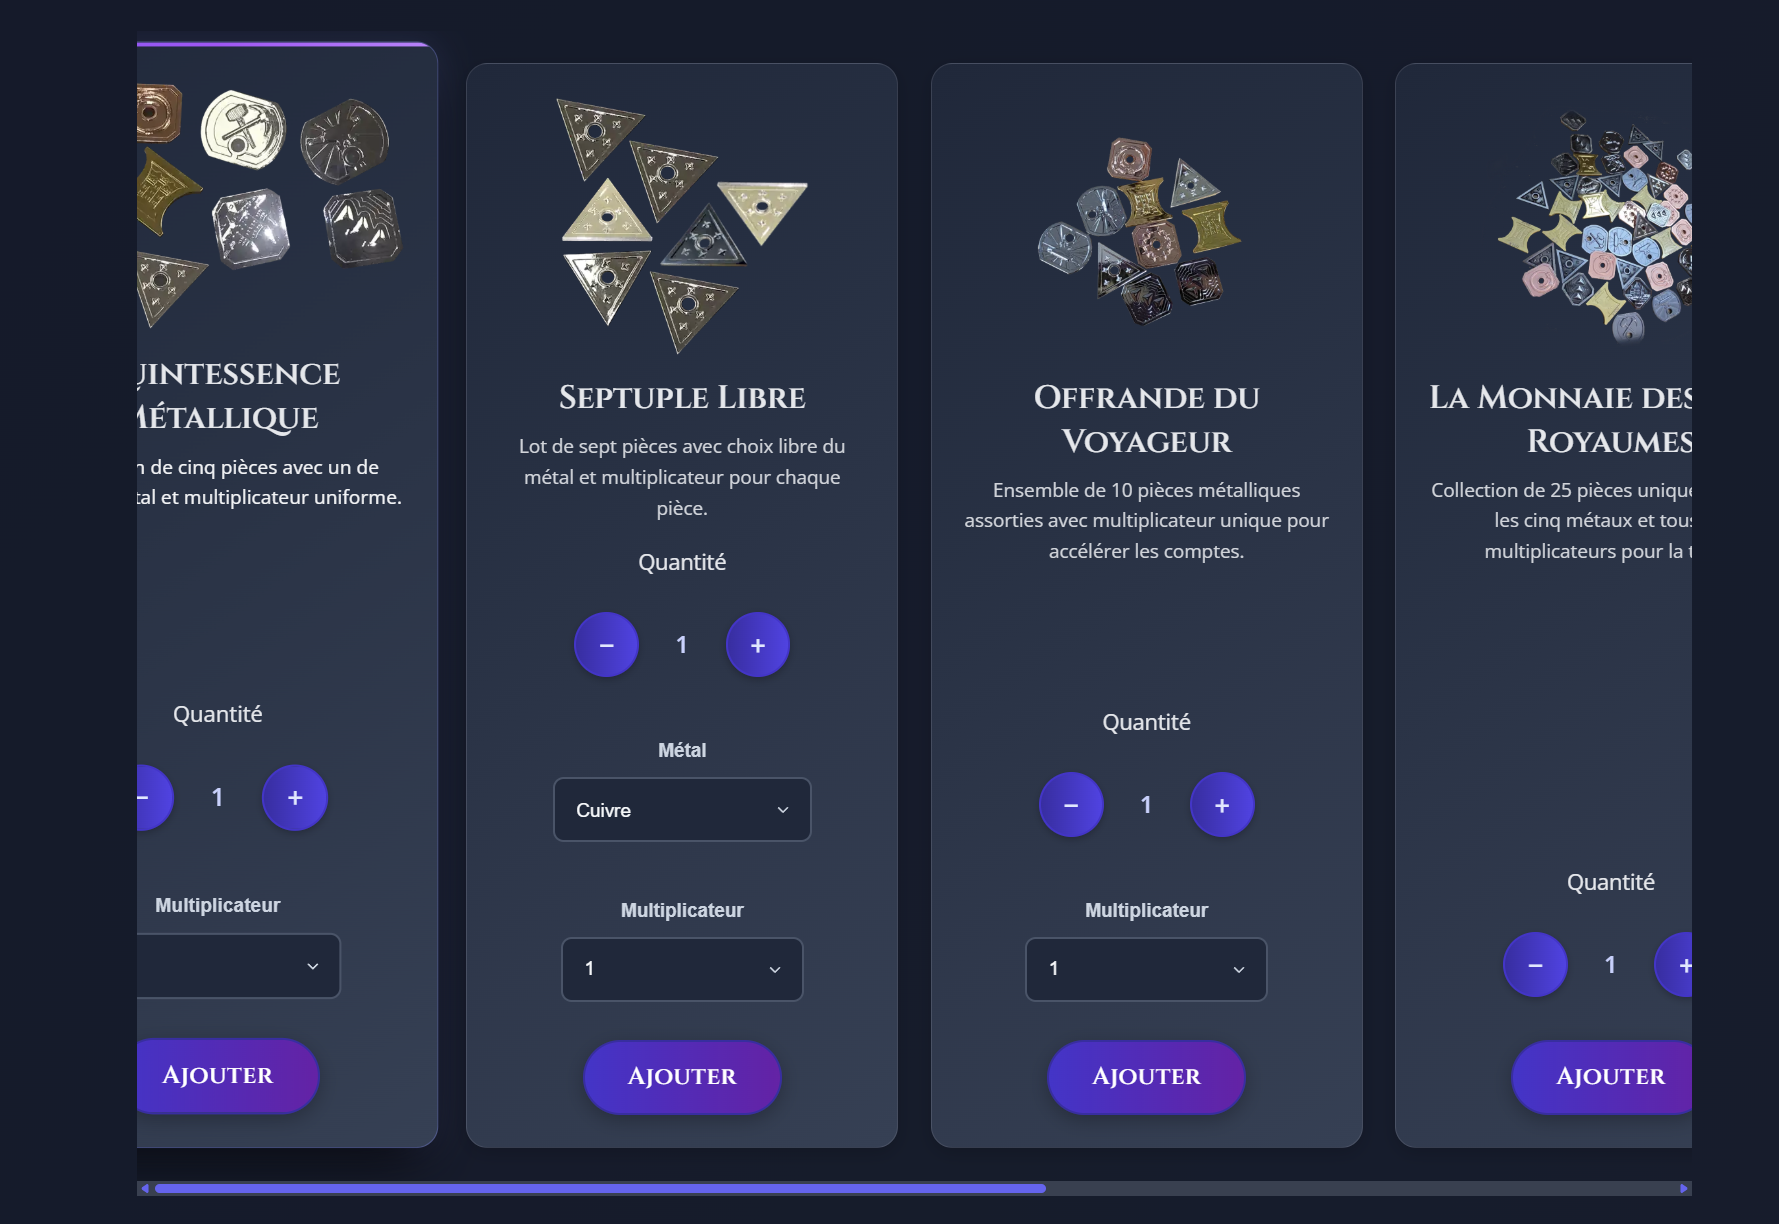 UINTESSENCE
MÉTALLIQUE
n de cinq pièces avec un de
tal et multiplicateur uniforme.
Quantité
−
1
+
Multiplicateur
AJOUTER
SEPTUPLE LIBRE
Lot de sept pièces avec choix libre du
métal et multiplicateur pour chaque
pièce.
Quantité
− 1 +
Métal
Cuivre
Multiplicateur
1
AJOUTER
OFFRANDE DU
VOYAGEUR
Ensemble de 10 pièces métalliques
assorties avec multiplicateur unique pour
accélérer les comptes.
Quantité
− 1 +
Multiplicateur
1
AJOUTER
LA MONNAIE DES
ROYAUMES
Collection de 25 pièces unique
les cinq métaux et tous
multiplicateurs pour la t
Quantité
− 1 +
AJOUTER